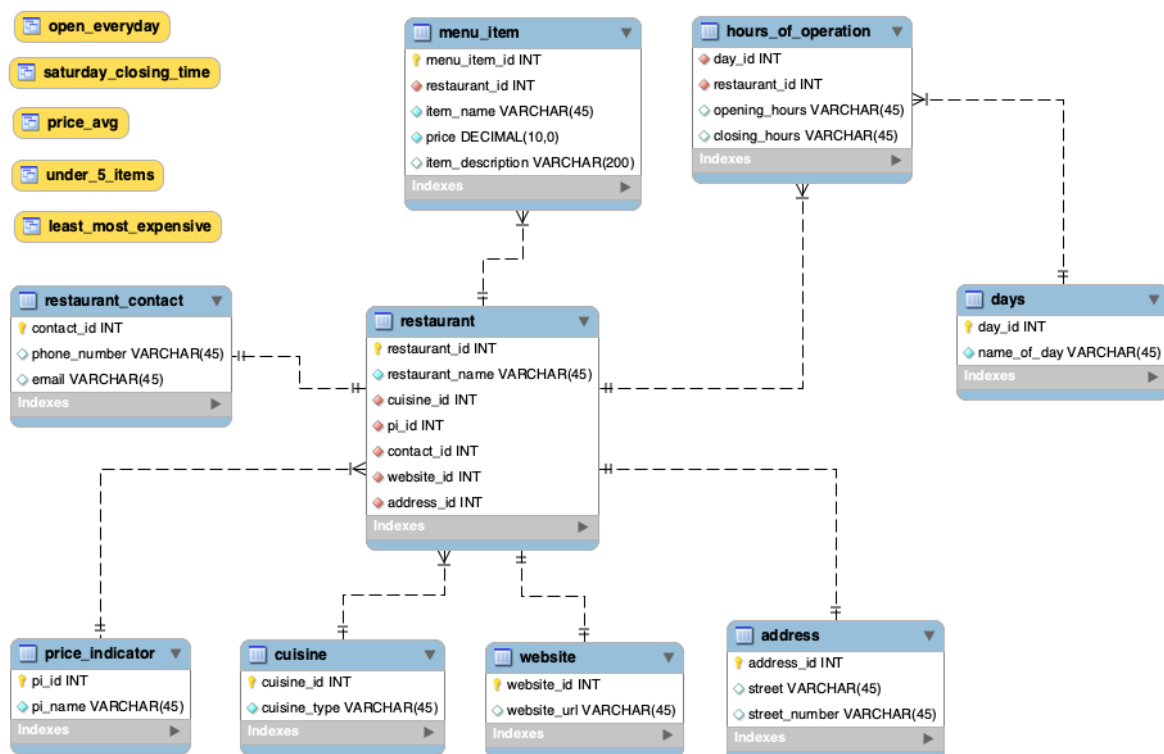 open_everyday
saturday_closing_time
price_avg
under_5_items
least_most_expensive
menu_item
menu_item_id INT
restaurant_id INT
item_name VARCHAR(45)
price DECIMAL(10,0)
item_description VARCHAR(200)
Indexes
hours_of_operation
day_id INT
restaurant_id INT
opening_hours VARCHAR(45)
closing_hours VARCHAR(45)
Indexes
restaurant_contact
contact_id INT
phone_number VARCHAR(45)
email VARCHAR(45)
Indexes
restaurant
restaurant_id INT
restaurant_name VARCHAR(45)
cuisine_id INT
pi_id INT
contact_id INT
website_id INT
address_id INT
Indexes
days
day_id INT
name_of_day VARCHAR(45)
Indexes
price_indicator
pi_id INT
pi_name VARCHAR(45)
Indexes
cuisine
cuisine_id INT
cuisine_type VARCHAR(45)
Indexes
website
website_id INT
website_url VARCHAR(45)
Indexes
address
address_id INT
street VARCHAR(45)
street_number VARCHAR(45)
Indexes